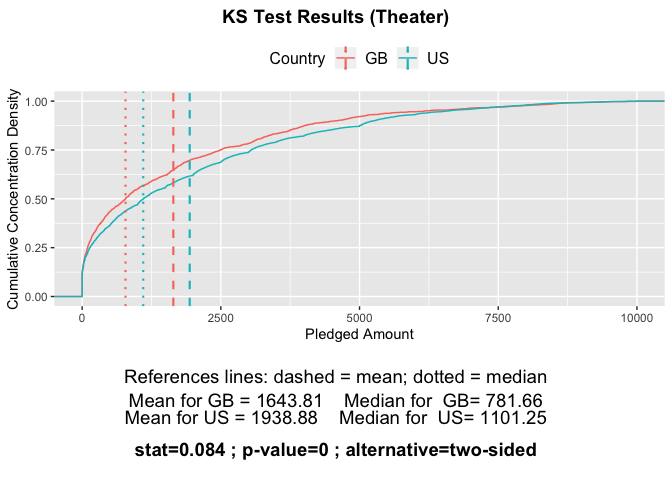 KS Test Results (Theater)
Country GB US
Cumulative Concentration Density
1.00
0.75
0.50
0.25
0.00
0 2500 5000 7500 10000
Pledged Amount
References lines: dashed = mean; dotted = median
Mean for GB = 1643.81 Median for GB= 781.66
Mean for US = 1938.88 Median for US= 1101.25
stat=0.084 ; p-value=0 ; alternative=two-sided